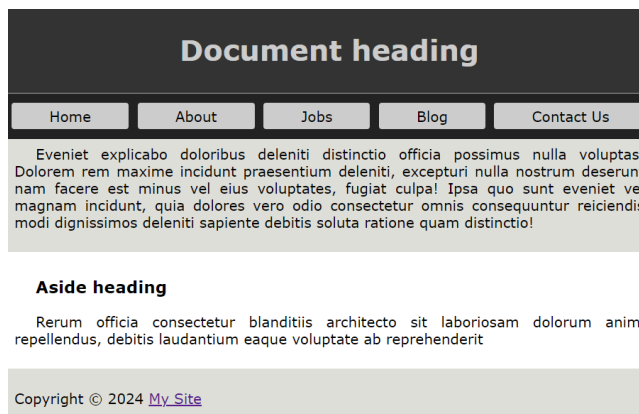 Document heading
Home About Jobs Blog Contact Us
Eveniet explicabo doloribus deleniti distinctio officia possimus nulla voluptas
Dolorem rem maxime incidunt praesentium deleniti, excepturi nulla nostrum deserun
nam facere est minus vel eius voluptates, fugiat culpa! Ipsa quo sunt eveniet ve
magnam incidunt, quia dolores vero odio consectetur omnis consequuntur reiciendis
modi dignissimos deleniti sapiente debitis soluta ratione quam distinctio!
Aside heading
Rerum officia consectetur blanditiis architecto sit laboriosam dolorum anim
repellendus, debitis laudantium eaque voluptate ab reprehenderit
Copyright © 2024 My Site